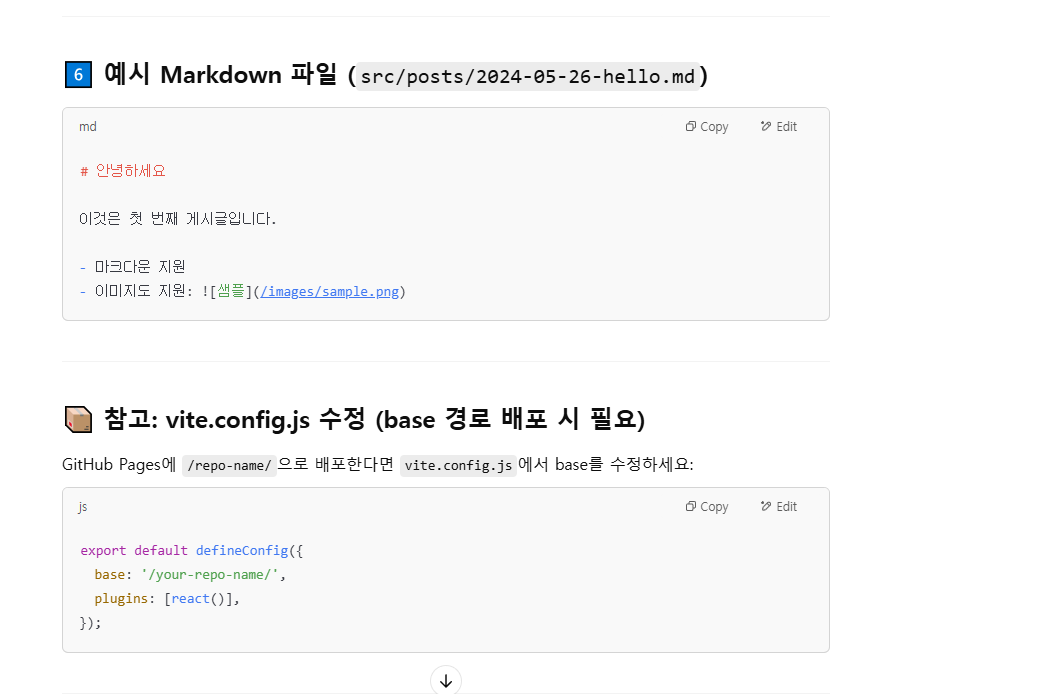 6 예시 Markdown 파일 (src/posts/2024-05-26-hello.md)
md
Copy
Edit
# 안녕하세요
이것은 첫 번째 게시글입니다.
- 마크다운 지원
- 이미지도 지원: ![샘플](/images/sample.png)
참고: vite.config.js 수정 (base 경로 배포 시 필요)
GitHub Pages에 /repo-name/으로 배포한다면 vite.config.js에서 base를 수정하세요:
js
Copy
Edit
export default defineConfig({
  base: '/your-repo-name/',
  plugins: [react()],
});